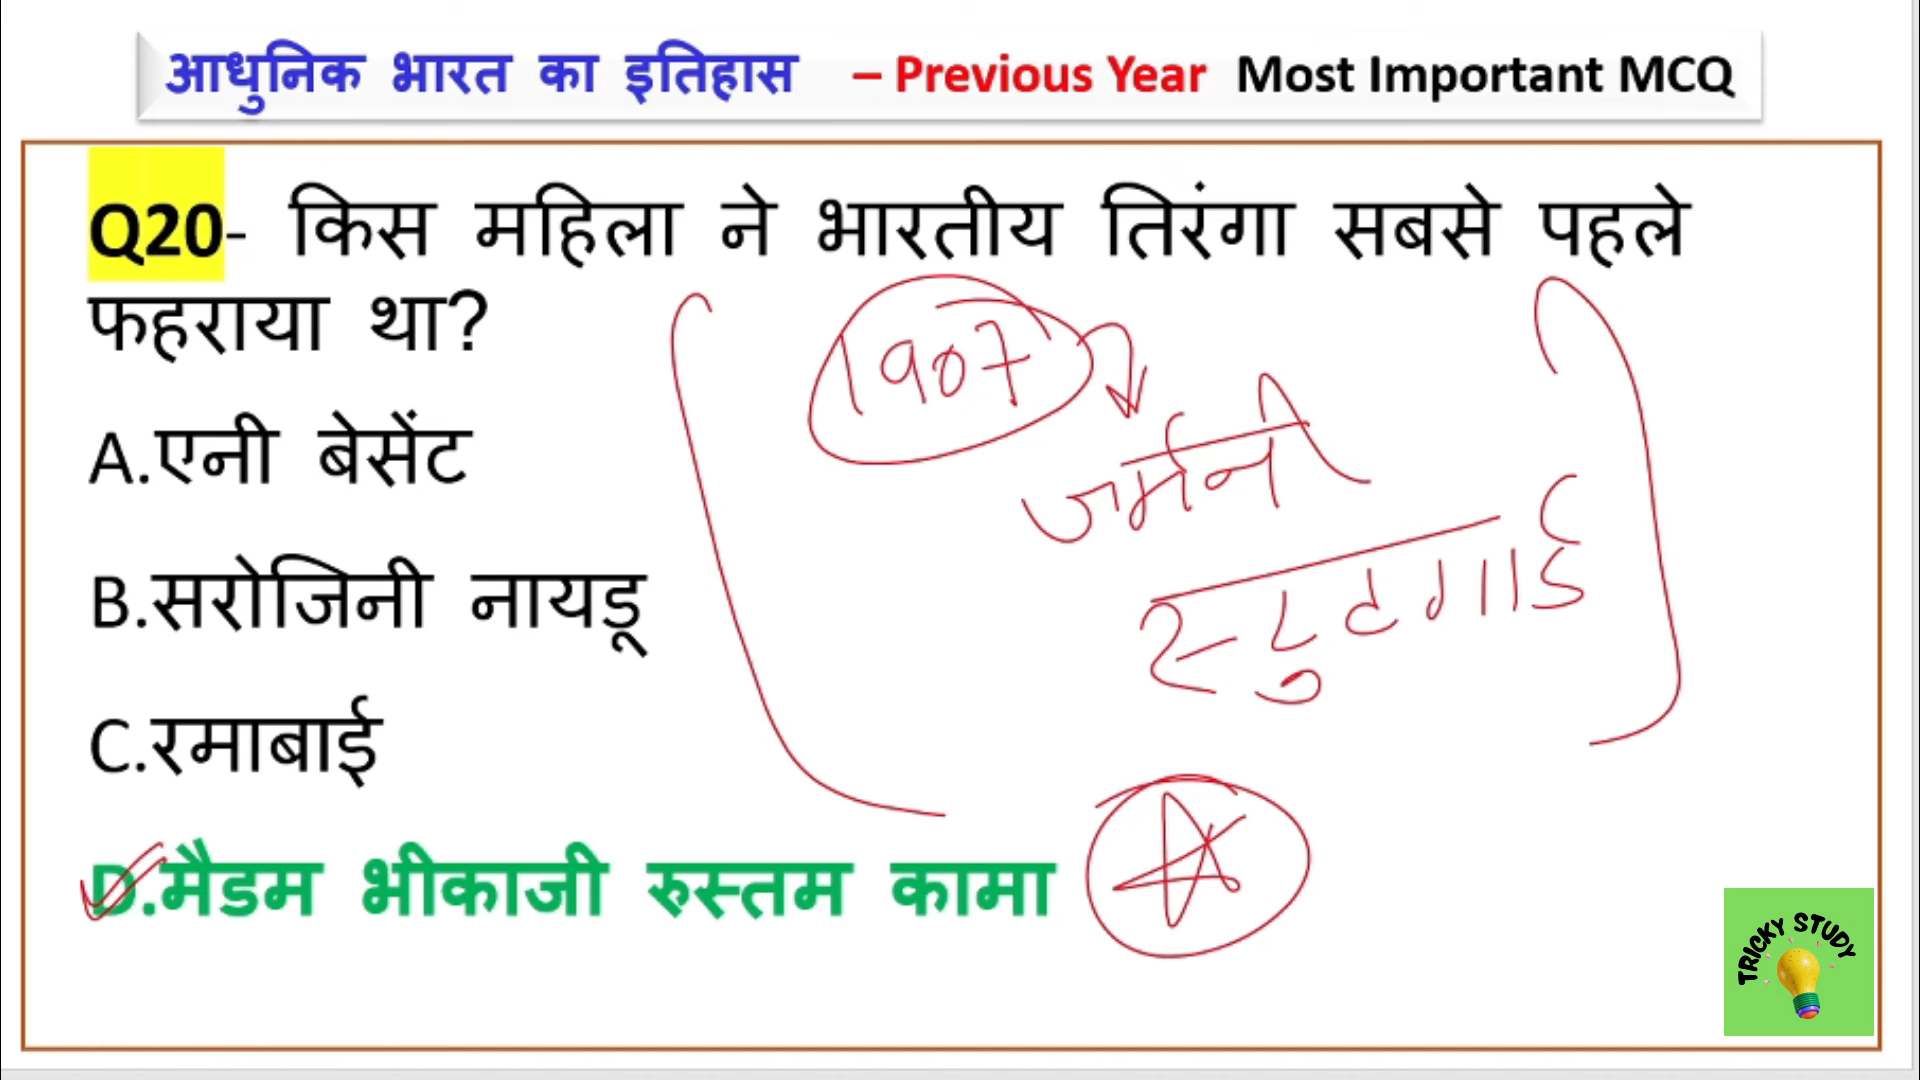 आधुनिक भारत का इतिहास – Previous Year Most Important MCQ
Q20- किस महिला ने भारतीय तिरंगा सबसे पहले
फहराया था?
1907
जर्मनी
स्टुटगार्ड
A.एनी बेसेंट
B.सरोजिनी नायडू
C.रमाबाई
D.मैडम भीकाजी रुस्तम कामा
TRICKY STUDY